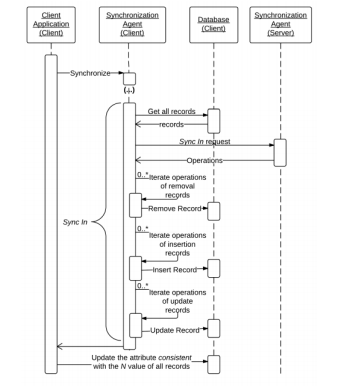 Client
Application
(Client)
Synchronization
Agent
(Client)
Database
(Client)
Synchronization
Agent
(Server)
Synchronize
(...)
Get all records
records
Sync In request
Operations
0..*
Iterate operations
of removal
records
Remove Record
0..*
Iterate operations
of insertion
records
Sync In
Insert Record
0..*
Iterate operations
of update
records
Update Record
Update the attribute consistent
with the N value of all records